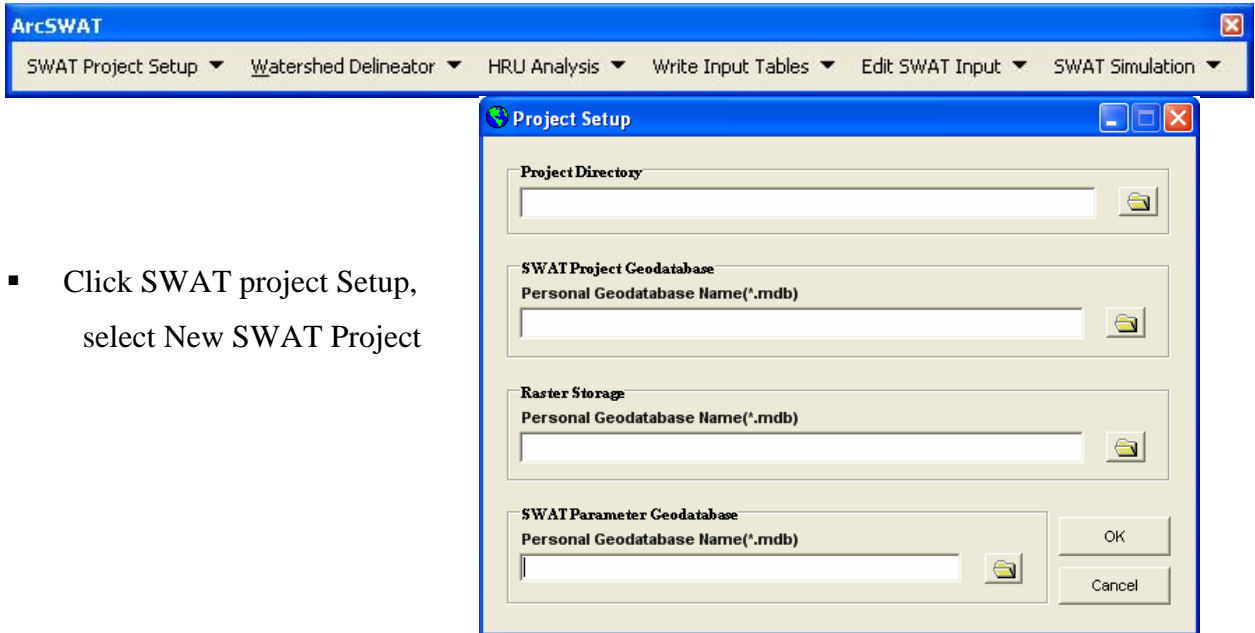 ArcSWAT
SWAT Project Setup Watershed Delineator HRU Analysis Write Input Tables Edit SWAT Input SWAT Simulation
Project Setup
Project Directory
SWAT Project Geodatabase
Personal Geodatabase Name(*.mdb)
▪ Click SWAT project Setup,
select New SWAT Project
Raster Storage
Personal Geodatabase Name(*.mdb)
SWAT Parameter Geodatabase
Personal Geodatabase Name(*.mdb)
OK
Cancel